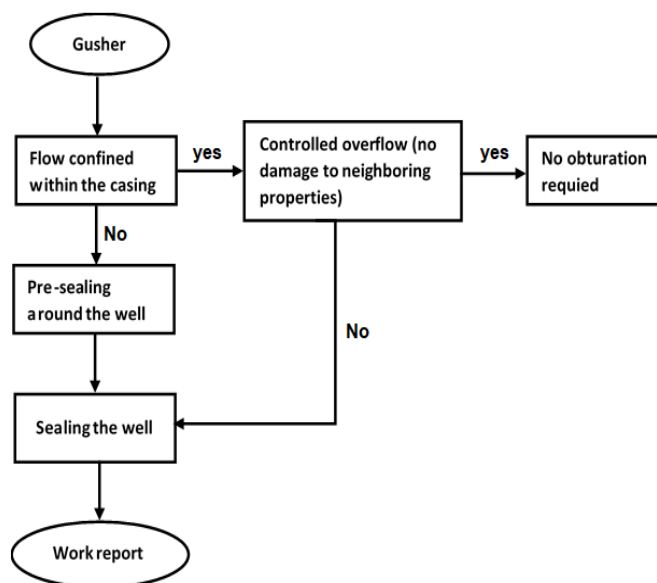 Gusher
Flow confined
within the casing
yes
Controlled overflow (no
damage to neighboring
properties)
yes
No obturation
requied
No
Pre-sealing
around the well
No
Sealing the well
Work report